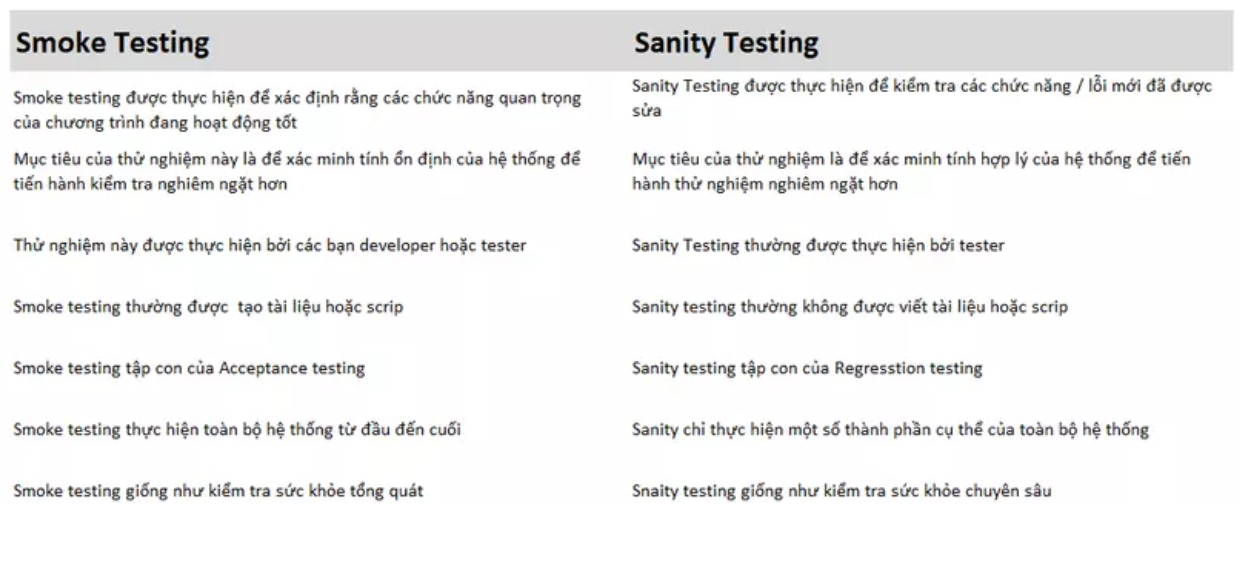 Smoke Testing
Sanity Testing
Smoke testing được thực hiện để xác định rằng các chức năng quan trọng
của chương trình đang hoạt động tốt
Sanity Testing được thực hiện để kiểm tra các chức năng / lỗi mới đã được
sửa
Mục tiêu của thử nghiệm này là để xác minh tính ổn định của hệ thống để
tiến hành kiểm tra nghiêm ngặt hơn
Mục tiêu của thử nghiệm là để xác minh tính hợp lý của hệ thống để tiến
hành thử nghiệm nghiêm ngặt hơn
Thử nghiệm này được thực hiện bởi các bạn developer hoặc tester
Sanity Testing thường được thực hiện bởi tester
Smoke testing thường được  tạo tài liệu hoặc scrip
Sanity testing thường không được viết tài liệu hoặc scrip
Smoke testing tập con của Acceptance testing
Sanity testing tập con của Regresstion testing
Smoke testing thực hiện toàn bộ hệ thống từ đầu đến cuối
Sanity chỉ thực hiện một số thành phần cụ thể của toàn bộ hệ thống
Smoke testing giống như kiểm tra sức khỏe tổng quát
Snaity testing giống như kiểm tra sức khỏe chuyên sâu